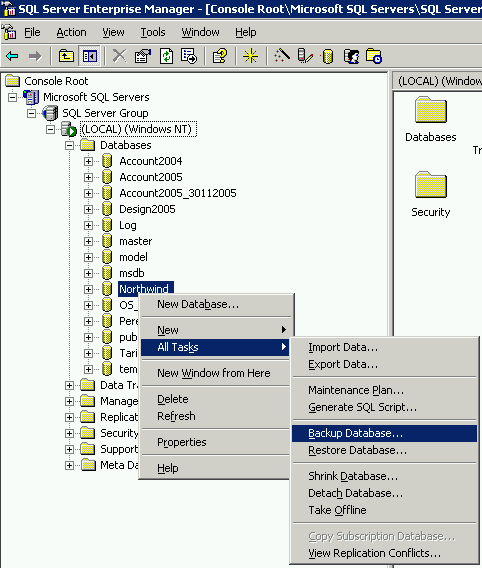 SQL Server Enterprise Manager - [Console Root\Microsoft SQL Servers\SQL Server
File Action View Tools Window Help
Console Root
Microsoft SQL Servers
SQL Server Group
(LOCAL) (Windows NT)
Databases
Account2004
Account2005
Account2005_30112005
Design2005
Log
master
model
msdb
Northwind
OS_
Pere
pub
Tari
tem
Data Tra
Manage
Replicat
Security
Support
Meta Da
New Database...
New
All Tasks
New Window from Here
Delete
Refresh
Properties
Help
Import Data...
Export Data...
Maintenance Plan...
Generate SQL Script...
Backup Database...
Restore Database...
Shrink Database...
Detach Database...
Take Offline
Copy Subscription Database...
View Replication Conflicts...
(LOCAL) (Window
Databases
Tr
Security